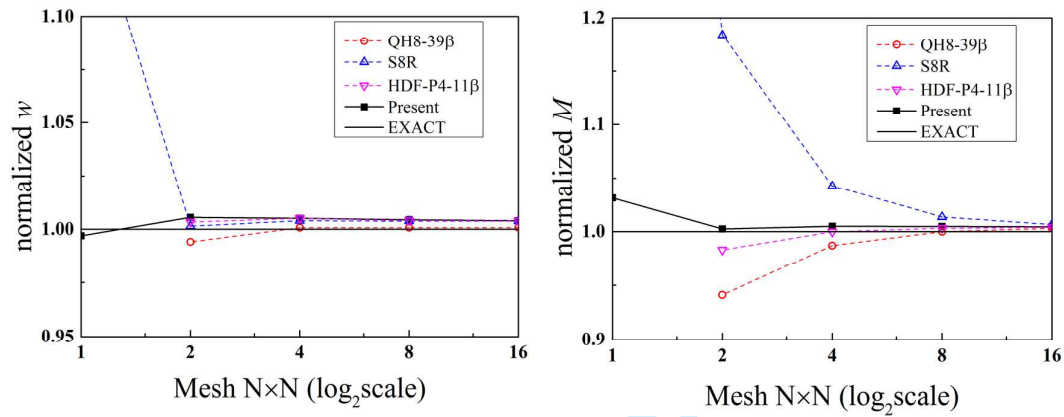 1.10
1.05
1.00
0.95
normalized w
QH8-39β
S8R
HDF-P4-11β
Present
EXACT
1 2 4 8 16
Mesh N×N (log2scale)
1.2
1.1
1.0
0.9
normalized M
QH8-39β
S8R
HDF-P4-11β
Present
EXACT
1 2 4 8 16
Mesh N×N (log2scale)